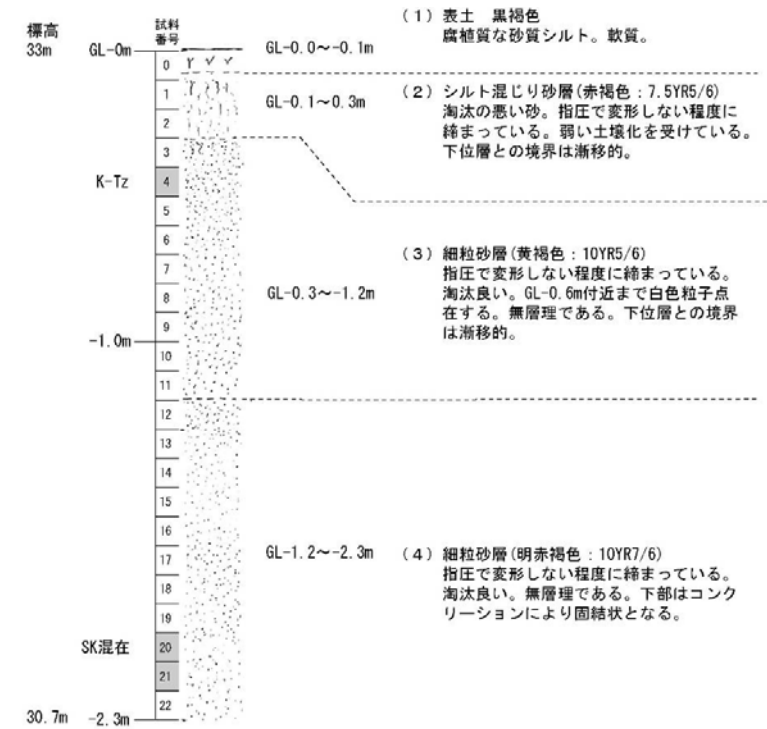 標高
33m
試料
番号
GL-0m
0
1
2
3
K-Tz
4
5
6
7
8
9
-1.0m
10
11
12
13
14
15
16
17
18
19
SK混在
20
21
22
30.7m
-2.3m
GL-0.0～-0.1m
(1) 表土 黒褐色
腐植質な砂質シルト。軟質。
GL-0.1～0.3m
(2) シルト混じり砂層(赤褐色：7.5YR5/6)
淘汰の悪い砂。指圧で変形しない程度に
締まっている。弱い土壌化を受けている。
下位層との境界は漸移的。
GL-0.3～-1.2m
(3) 細粒砂層(黄褐色：10YR5/6)
指圧で変形しない程度に締まっている。
淘汰良い。GL-0.6m付近まで白色粒子点
在する。無層理である。下位層との境界
は漸移的。
GL-1.2～-2.3m
(4) 細粒砂層(明赤褐色：10YR7/6)
指圧で変形しない程度に締まっている。
淘汰良い。無層理である。下部はコンク
リーションにより固結状となる。